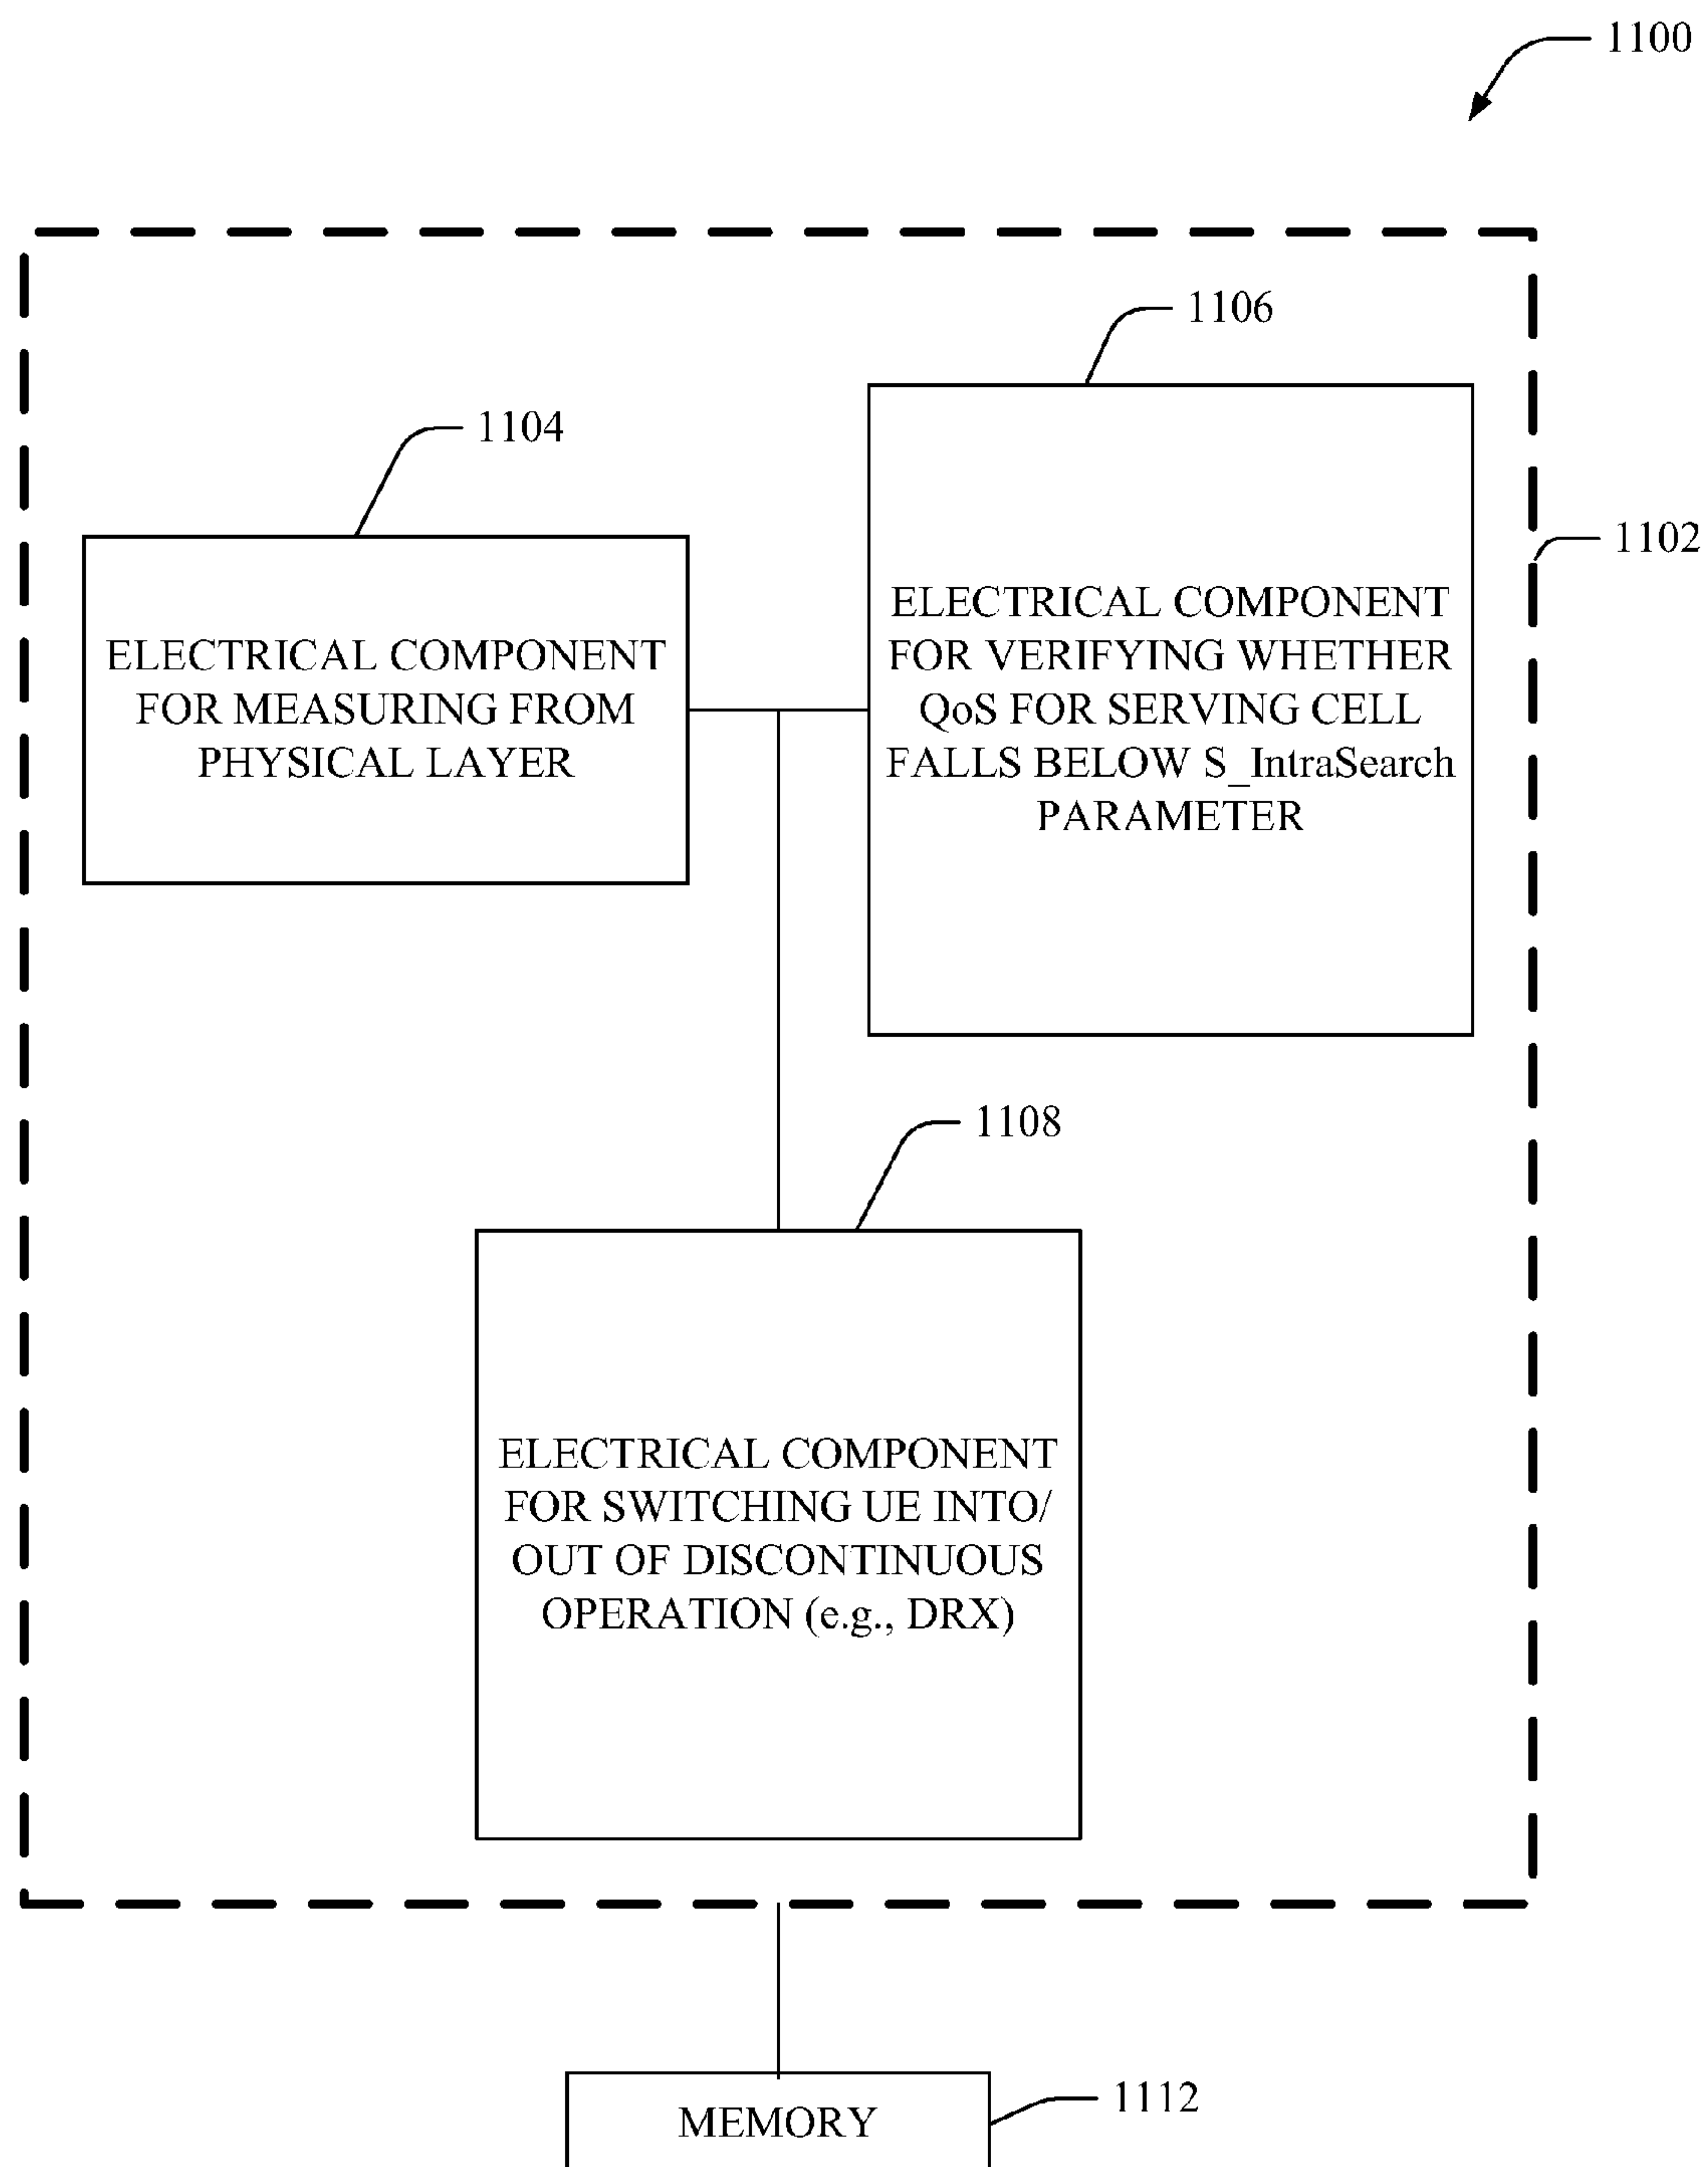 1100
1106
1104
1102
ELECTRICAL COMPONENT
FOR MEASURING FROM
PHYSICAL LAYER
ELECTRICAL COMPONENT
FOR VERIFYING WHETHER
QoS FOR SERVING CELL
FALLS BELOW S_IntraSearch
PARAMETER
1108
ELECTRICAL COMPONENT
FOR SWITCHING UE INTO/
OUT OF DISCONTINUOUS
OPERATION (e.g., DRX)
MEMORY
1112